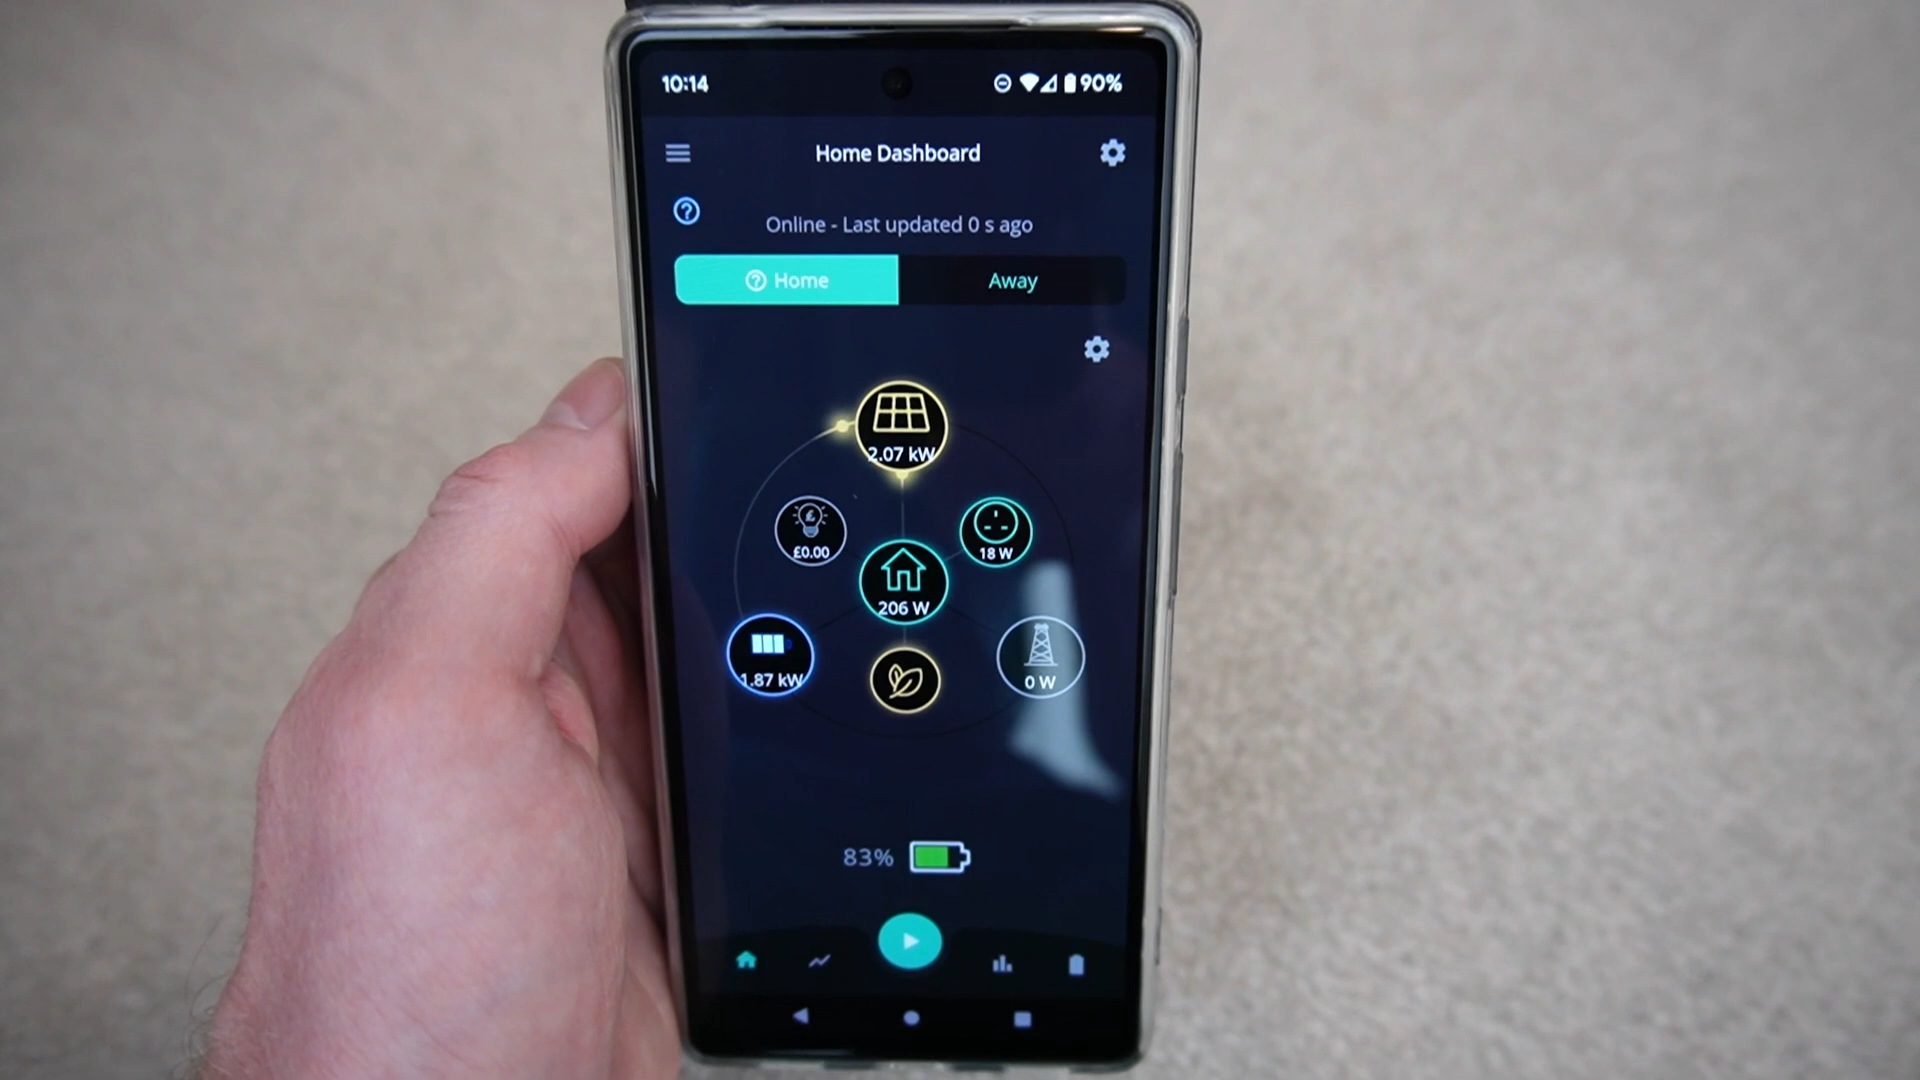 10:14 90%
Home Dashboard
Online - Last updated 0 s ago
Home Away
2.07 kW
£
£0.00 18 W
206 W
1.87 kW 0 W
83%